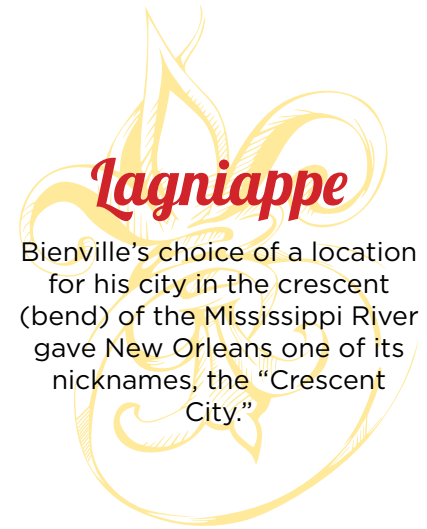 Lagniappe
Bienville’s choice of a location
for his city in the crescent
(bend) of the Mississippi River
gave New Orleans one of its
nicknames, the “Crescent
City.”